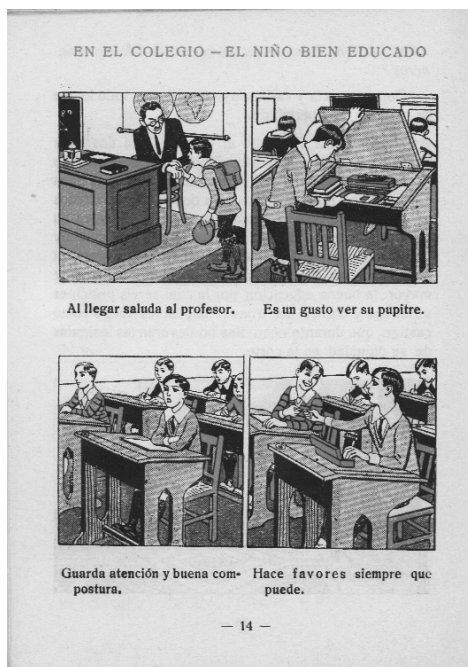 EN EL COLEGIO — EL NIÑO BIEN EDUCADO
Al llegar saluda al profesor.
Es un gusto ver su pupitre.
Guarda atención y buena com-
postura.
Hace favores siempre que
puede.
— 14 —